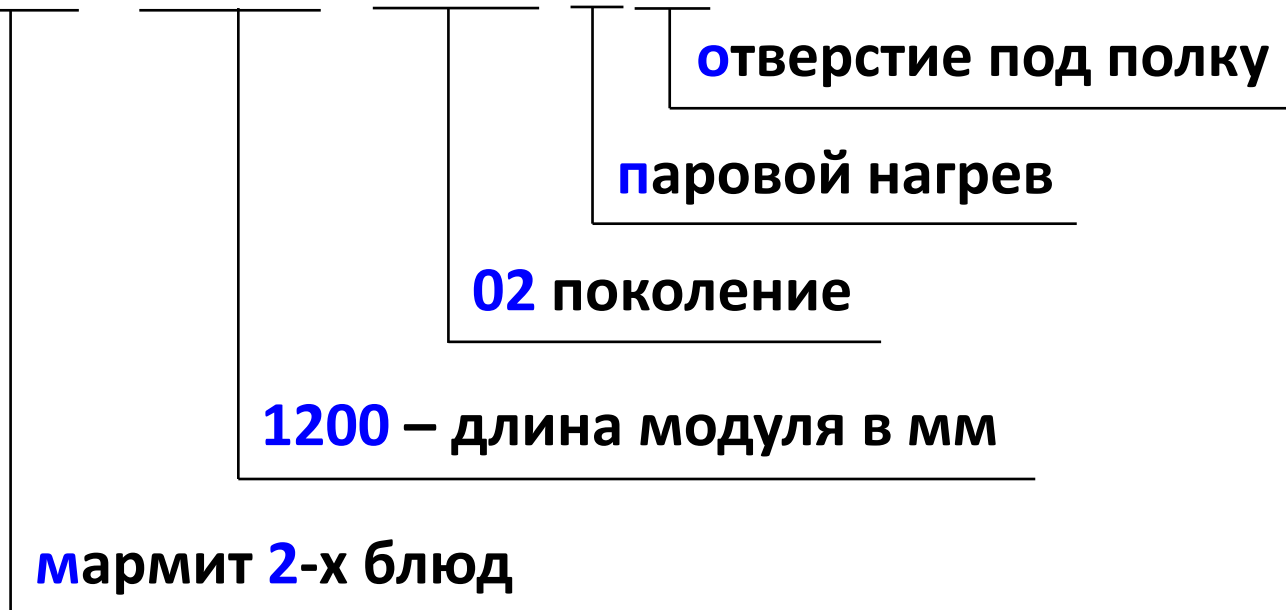 отверстие под полку
паровой нагрев
02 поколение
1200 – длина модуля в мм
мармит 2-х блюд